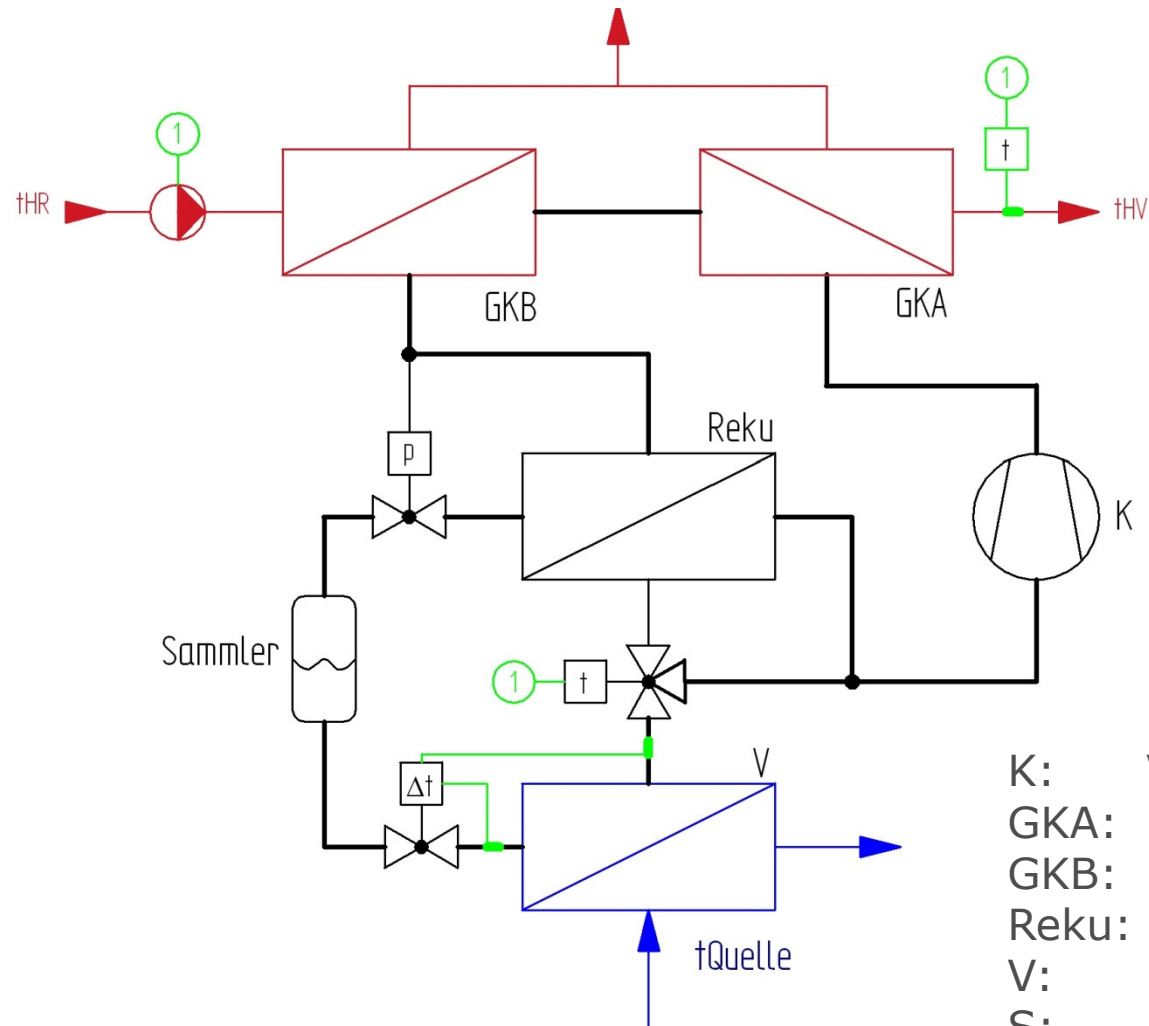 1
1
t
tHR
tHV
GKB
GKA
Reku
p
K
Sammler
1
t
V
Δt
K:
GKA:
GKB:
Reku:
V:
S:
tQuelle